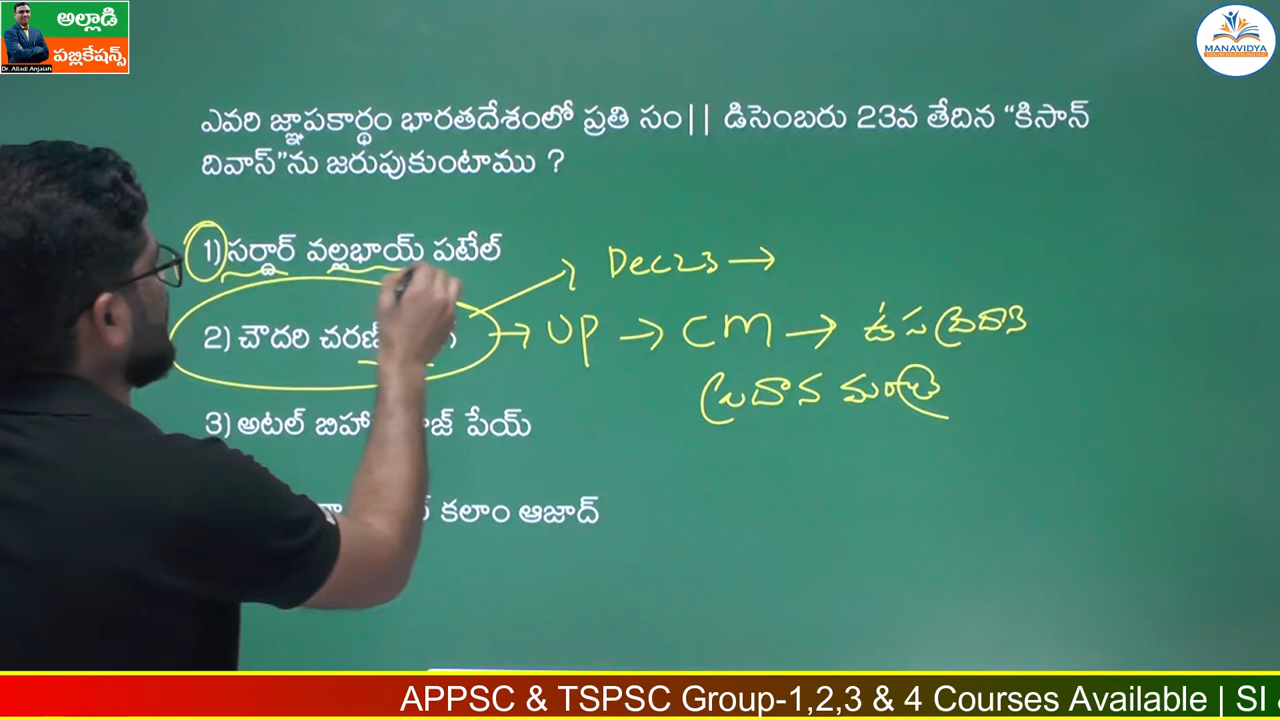 అల్లాడి
పబ్లికేషన్స్
Dr. Alladi Anjaiah
MANAVIDYA
ఎవరి జ్ఞాపకార్థం భారతదేశంలో ప్రతి సం|| డిసెంబరు 23వ తేదిన “కిసాన్
దివాస్”ను జరుపుకుంటాము ?
1) సర్దార్ వల్లభాయ్ పటేల్
Dec 23 →
2) చౌదరి చరణ్
→ UP → CM → ఉప ప్రధాని
ప్రదాన మంత్రి
3) అటల్ బిహా జ్ పేయ్
కలాం ఆజాద్
APPSC & TSPSC Group-1,2,3 & 4 Courses Available | SI